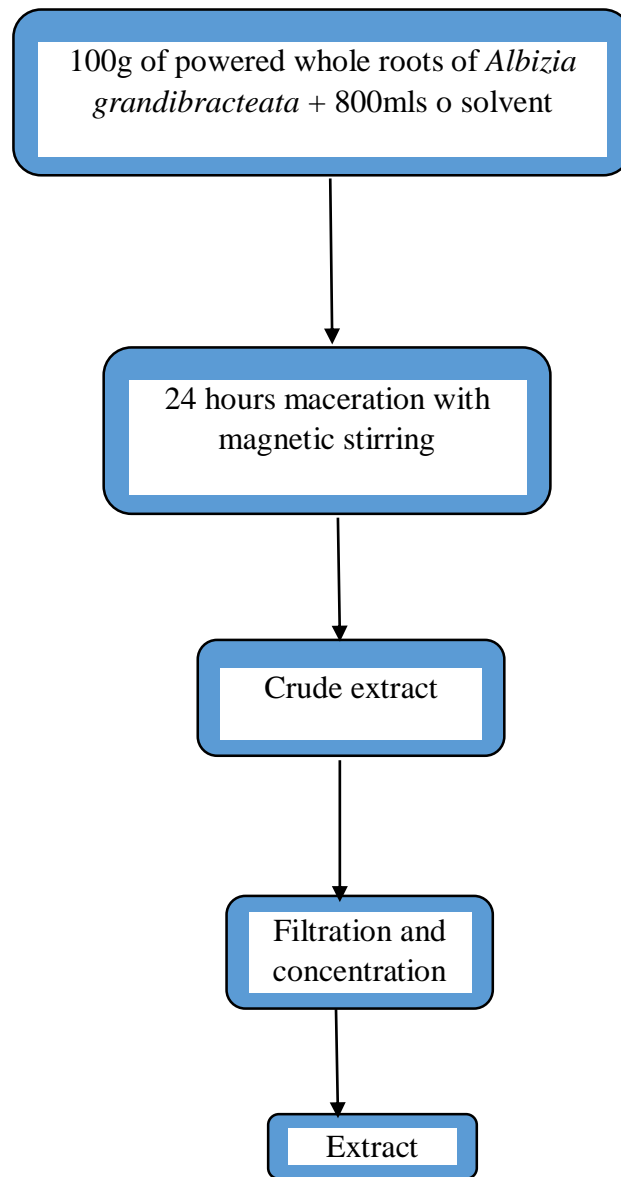 100g of powered whole roots of Albizia
grandibracteata + 800mls o solvent
24 hours maceration with
magnetic stirring
Crude extract
Filtration and
concentration
Extract